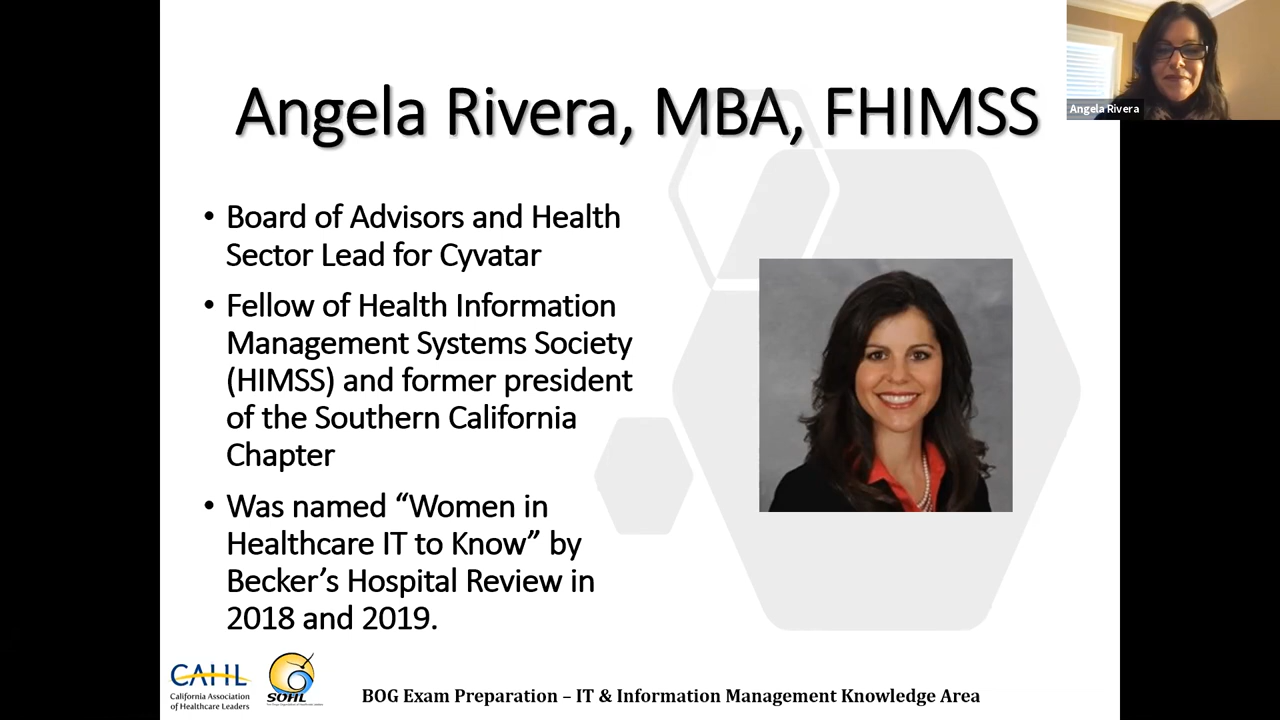 Angela Rivera, MBA, FHIMSS
Angela Rivera
• Board of Advisors and Health
Sector Lead for Cyvatar
• Fellow of Health Information
Management Systems Society
(HIMSS) and former president
of the Southern California
Chapter
• Was named “Women in
Healthcare IT to Know” by
Becker’s Hospital Review in
2018 and 2019.
CAHL
California Association
of Healthcare Leaders
SOHL
BOG Exam Preparation – IT & Information Management Knowledge Area